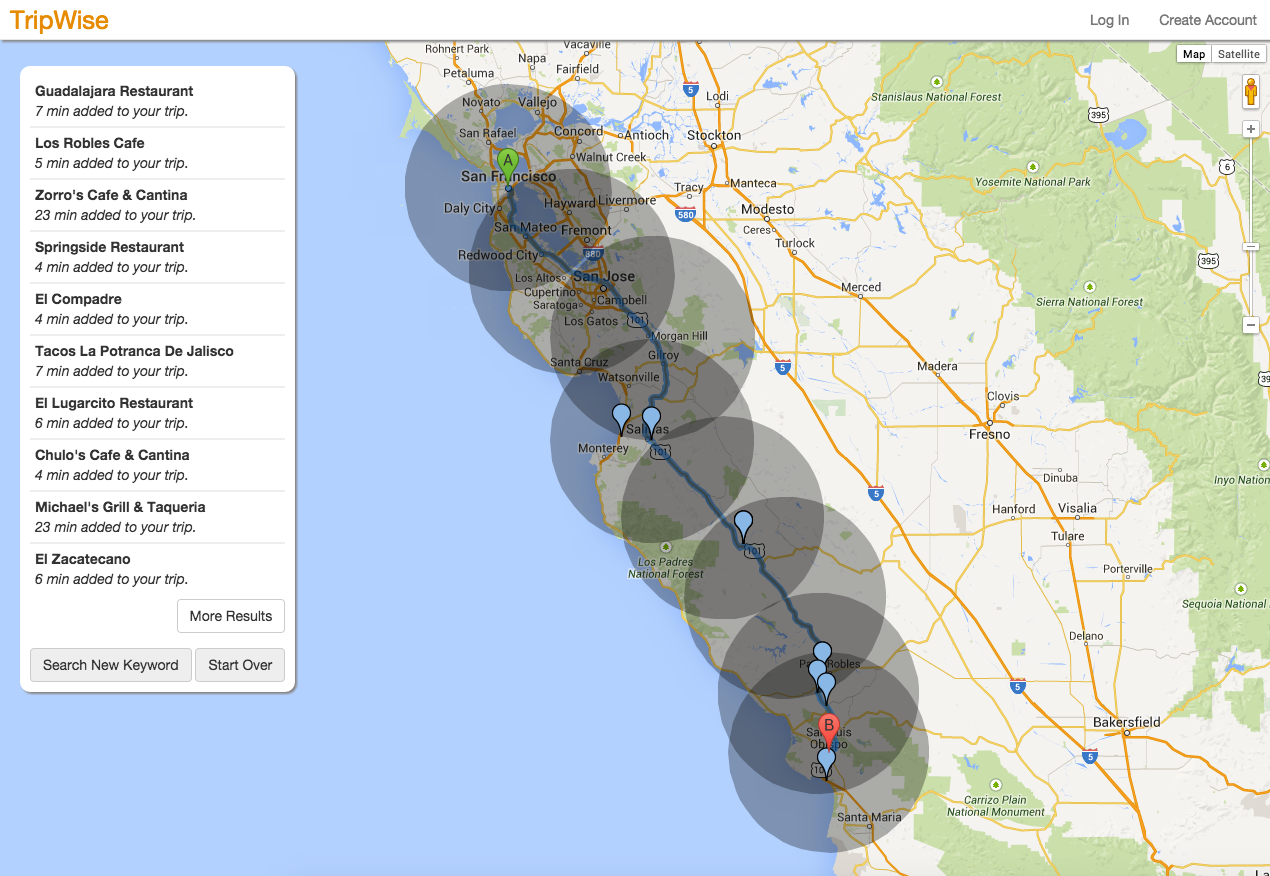 TripWise
Log In
Create Account
Guadalajara Restaurant
7 min added to your trip.
Los Robles Cafe
5 min added to your trip.
Zorro's Cafe & Cantina
23 min added to your trip.
Springside Restaurant
4 min added to your trip.
El Compadre
4 min added to your trip.
Tacos La Potranca De Jalisco
7 min added to your trip.
El Lugarcito Restaurant
6 min added to your trip.
Chulo's Cafe & Cantina
4 min added to your trip.
Michael's Grill & Taqueria
23 min added to your trip.
El Zacatecano
6 min added to your trip.
More Results
Search New Keyword
Start Over
Map
Satellite
Rohnert Park
Vacaville
Napa
Fairfield
Petaluma
Stanislaus National Forest
5
Lodi
Novato
Vallejo
395
San Rafael
Concord
Antioch
Stockton
Walnut Creek
A
6
San Francisco
Tracy
Manteca
Yosemite National Park
Daly City
Hayward
Livermore
580
Modesto
San Mateo
Fremont
Ceres
Turlock
Redwood City
880
395
Los Altos
San Jose
Merced
Cupertino
Campbell
Saratoga
Sierra National Forest
Los Gatos
101
Morgan Hill
Gilroy
Santa Cruz
5
Madera
Watsonville
Clovis
Salinas
Fresno
Monterey
101
Dinuba
Inyo Nation
5
Hanford
Visalia
Tulare
101
Los Padres
National Forest
Porterville
Sequoia National
Delano
Robles
5
B
Bakersfield
San Luis
Obispo
5
Carrizo Plain
National Monument
Santa Maria